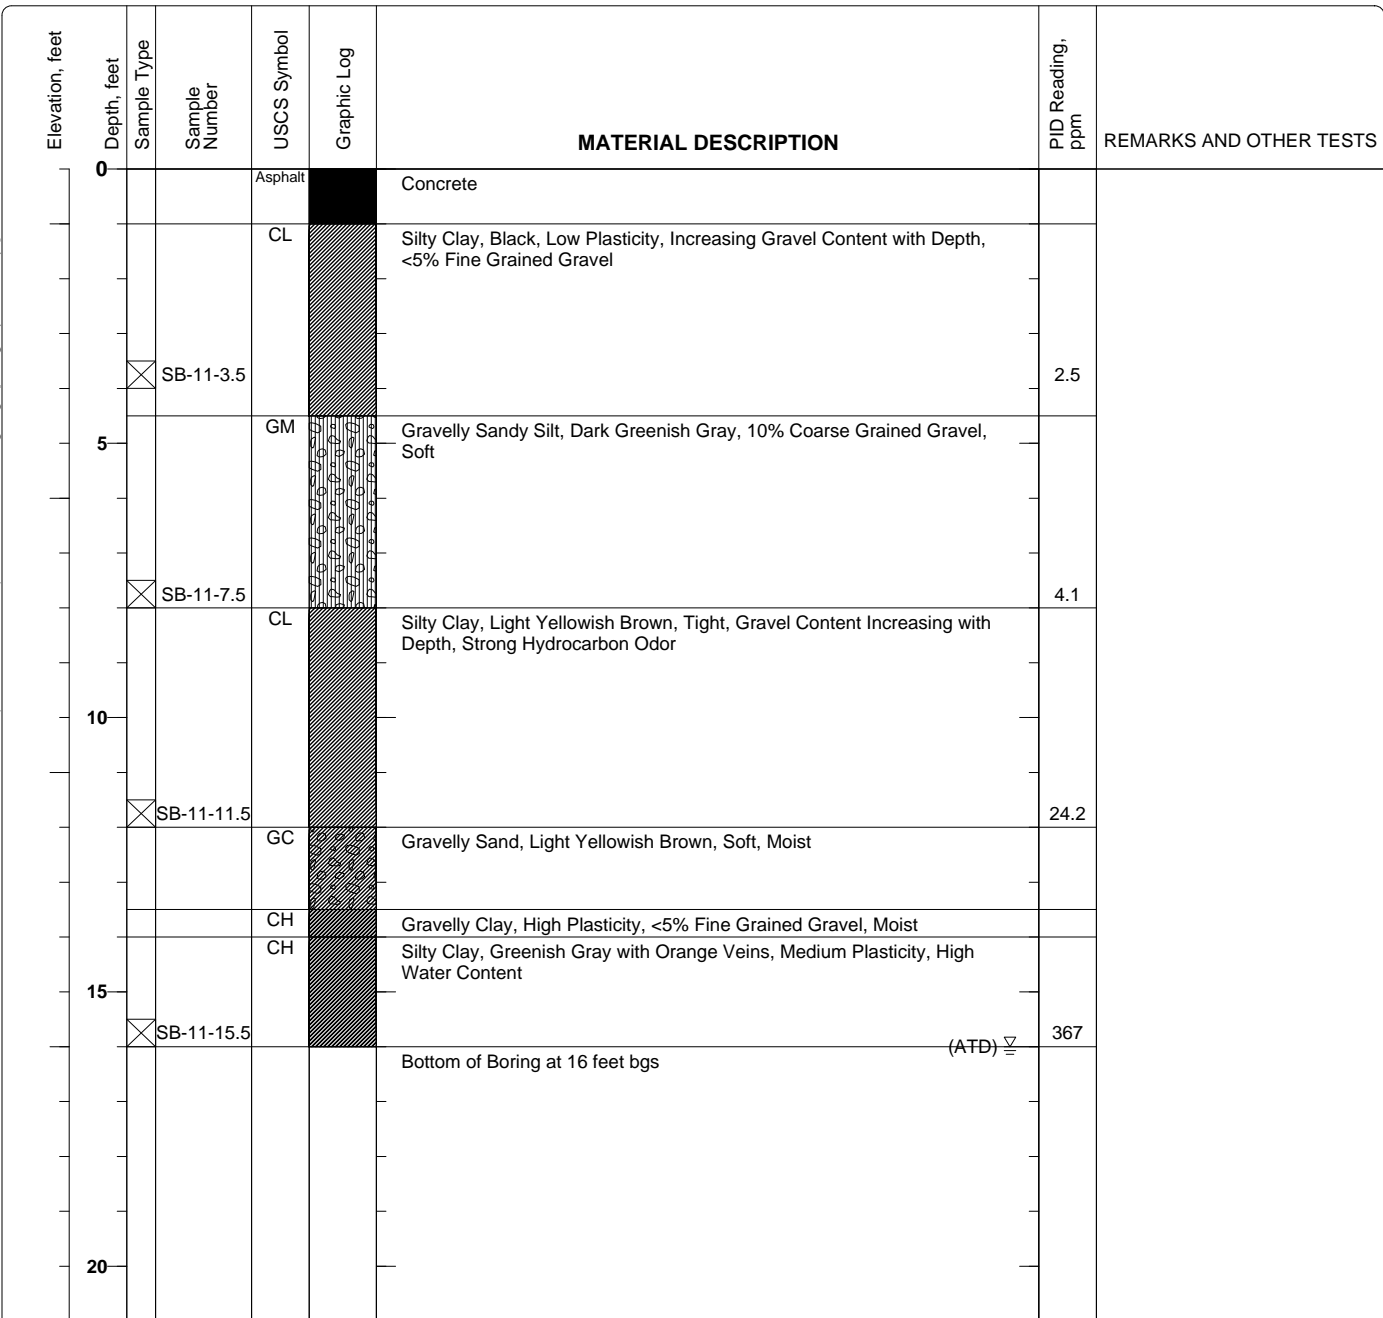 Elevation, feet
Depth, feet
Sample Type
Sample
Number
USCS Symbol
Graphic Log
MATERIAL DESCRIPTION
PID Reading,
ppm
REMARKS AND OTHER TESTS
0
Asphalt
Concrete
CL
Silty Clay, Black, Low Plasticity, Increasing Gravel Content with Depth,
<5% Fine Grained Gravel
SB-11-3.5
2.5
GM
Gravelly Sandy Silt, Dark Greenish Gray, 10% Coarse Grained Gravel,
Soft
5
SB-11-7.5
4.1
CL
Silty Clay, Light Yellowish Brown, Tight, Gravel Content Increasing with
Depth, Strong Hydrocarbon Odor
10
SB-11-11.5
24.2
GC
Gravelly Sand, Light Yellowish Brown, Soft, Moist
CH
Gravelly Clay, High Plasticity, <5% Fine Grained Gravel, Moist
CH
Silty Clay, Greenish Gray with Orange Veins, Medium Plasticity, High
Water Content
15
SB-11-15.5
367
(ATD)
Bottom of Boring at 16 feet bgs
20